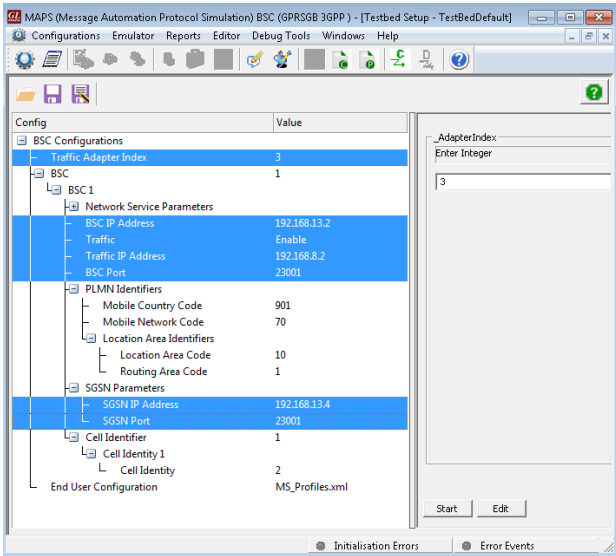 GL MAPS (Message Automation Protocol Simulation) BSC (GPRSGB 3GPP ) - [Testbed Setup - TestBedDefault]
Configurations Emulator Reports Editor Debug Tools Windows Help
Config Value
BSC Configurations
Traffic Adapter Index 3
BSC 1
BSC 1
Network Service Parameters
BSC IP Address 192.168.13.2
Traffic Enable
Traffic IP Address 192.168.8.2
BSC Port 23001
PLMN Identifiers
Mobile Country Code 901
Mobile Network Code 70
Location Area Identifiers
Location Area Code 10
Routing Area Code 1
SGSN Parameters
SGSN IP Address 192.168.13.4
SGSN Port 23001
Cell Identifier 1
Cell Identity 1
Cell Identity 2
End User Configuration MS_Profiles.xml
_AdapterIndex
Enter Integer
3
Start Edit
Initialisation Errors Error Events